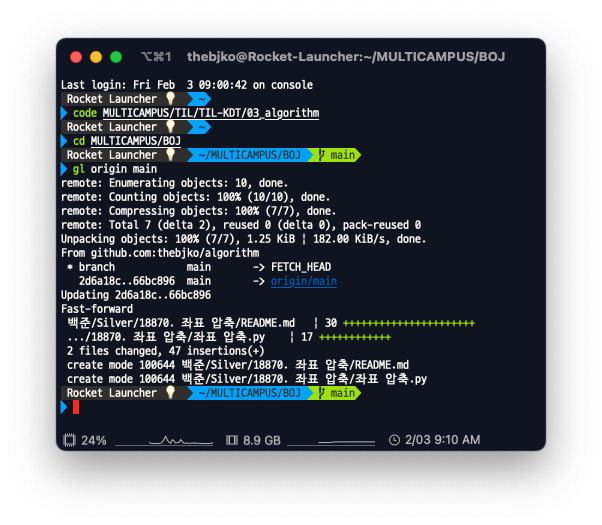 ⌥⌘1 thebjko@Rocket-Launcher:~/MULTICAMPUS/BOJ
Last login: Fri Feb  3 09:00:42 on console
Rocket Launcher 💡 ~
code MULTICAMPUS/TIL/TIL-KDT/03_algorithm
Rocket Launcher 💡 ~
cd MULTICAMPUS/BOJ
Rocket Launcher 💡 ~/MULTICAMPUS/BOJ main
gl origin main
remote: Enumerating objects: 10, done.
remote: Counting objects: 100% (10/10), done.
remote: Compressing objects: 100% (7/7), done.
remote: Total 7 (delta 2), reused 0 (delta 0), pack-reused 0
Unpacking objects: 100% (7/7), 1.25 KiB | 182.00 KiB/s, done.
From github.com:thebjko/algorithm
 * branch            main       -> FETCH_HEAD
   2d6a18c..66bc896  main       -> origin/main
Updating 2d6a18c..66bc896
Fast-forward
 백준/Silver/18870. 좌표 압축/README.md   | 30 ++++++++++++++++++++++
 .../18870. 좌표 압축/좌표 압축.py    | 17 ++++++++++++
 2 files changed, 47 insertions(+)
 create mode 100644 백준/Silver/18870. 좌표 압축/README.md
 create mode 100644 백준/Silver/18870. 좌표 압축/좌표 압축.py
Rocket Launcher 💡 ~/MULTICAMPUS/BOJ main
24% 8.9 GB 2/03 9:10 AM